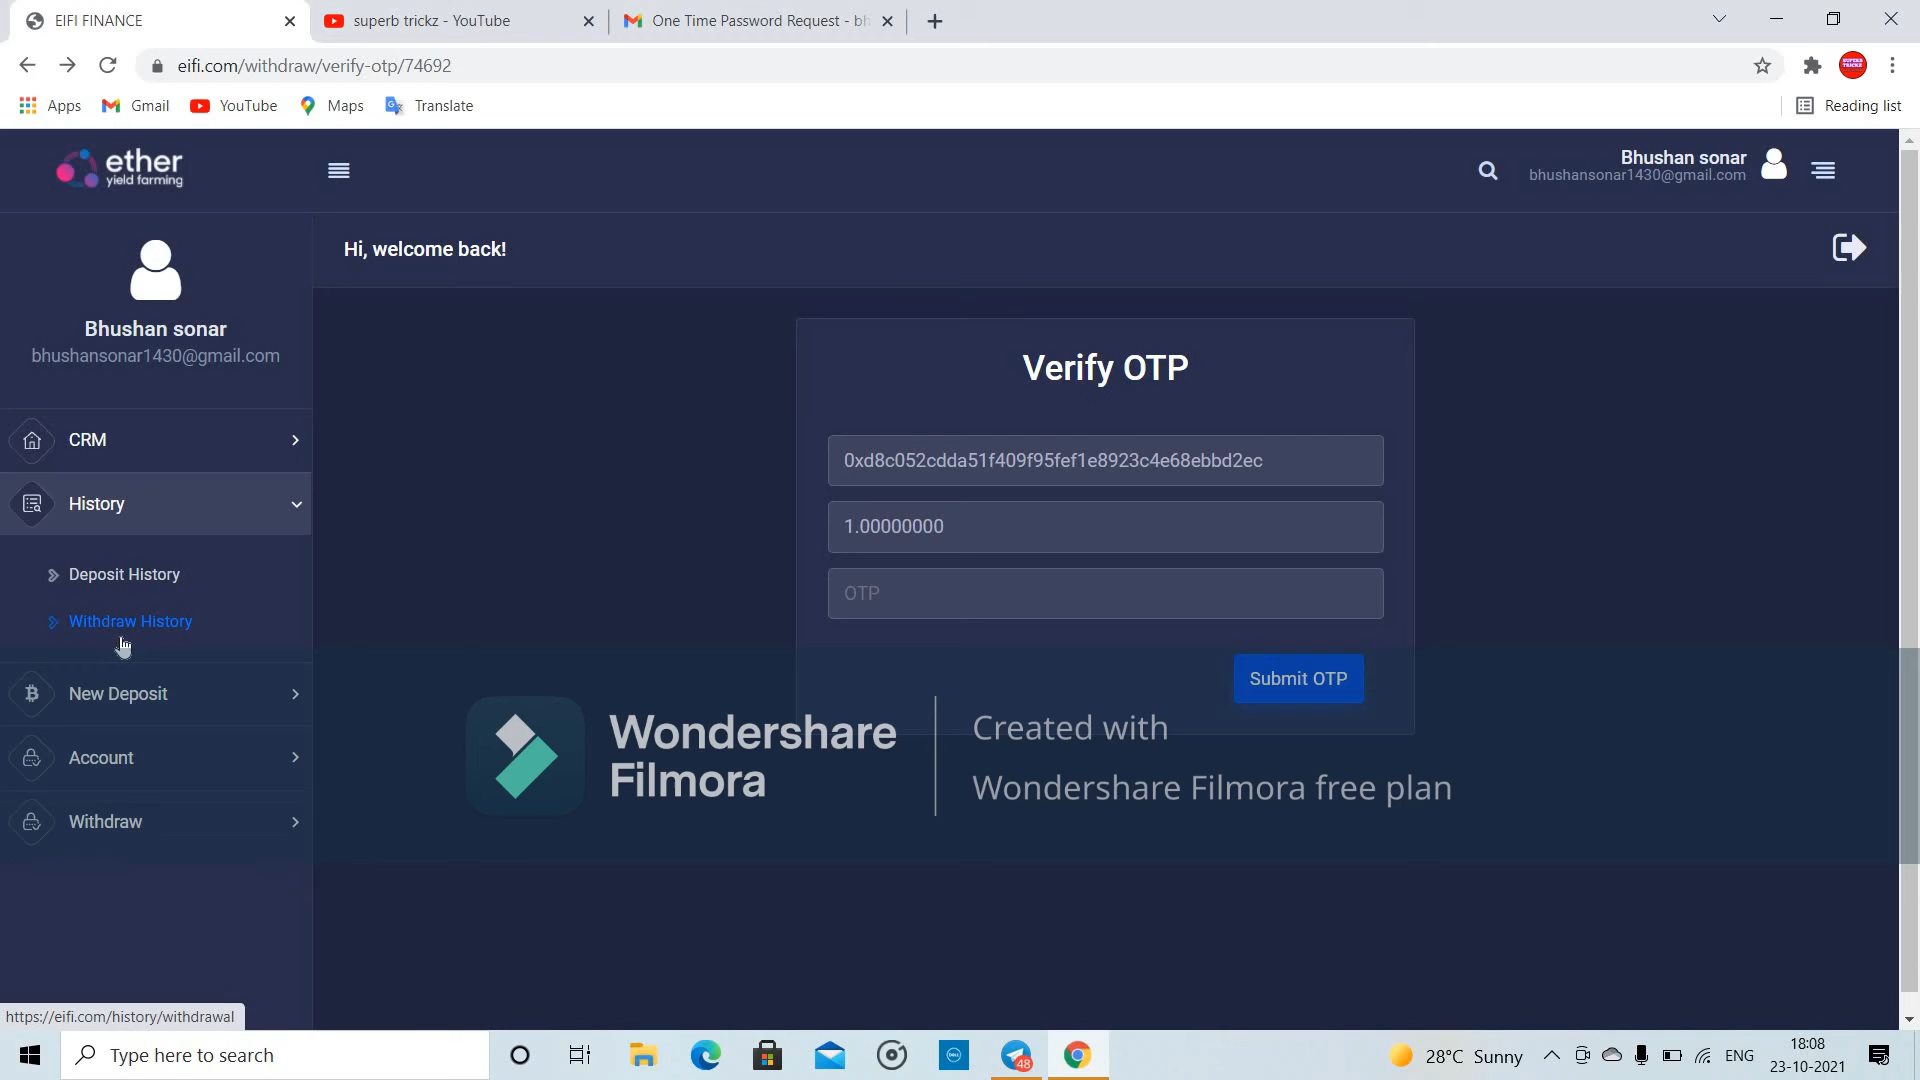 EIFI FINANCE
superb trickz - YouTube
One Time Password Request - bh
eifi.com/withdraw/verify-otp/74692
Apps
Gmail
YouTube
Maps
Translate
Reading list
ether
yield farming
Bhushan sonar
bhushansonar1430@gmail.com
Hi, welcome back!
Bhushan sonar
bhushansonar1430@gmail.com
Verify OTP
CRM
0xd8c052cdda51f409f95fef1e8923c4e68ebbd2ec
History
1.00000000
Deposit History
OTP
Withdraw History
Submit OTP
New Deposit
Wondershare
Filmora
Created with
Wondershare Filmora free plan
Account
Withdraw
https://eifi.com/history/withdrawal
Type here to search
48
28°C Sunny
ENG
18:08
23-10-2021